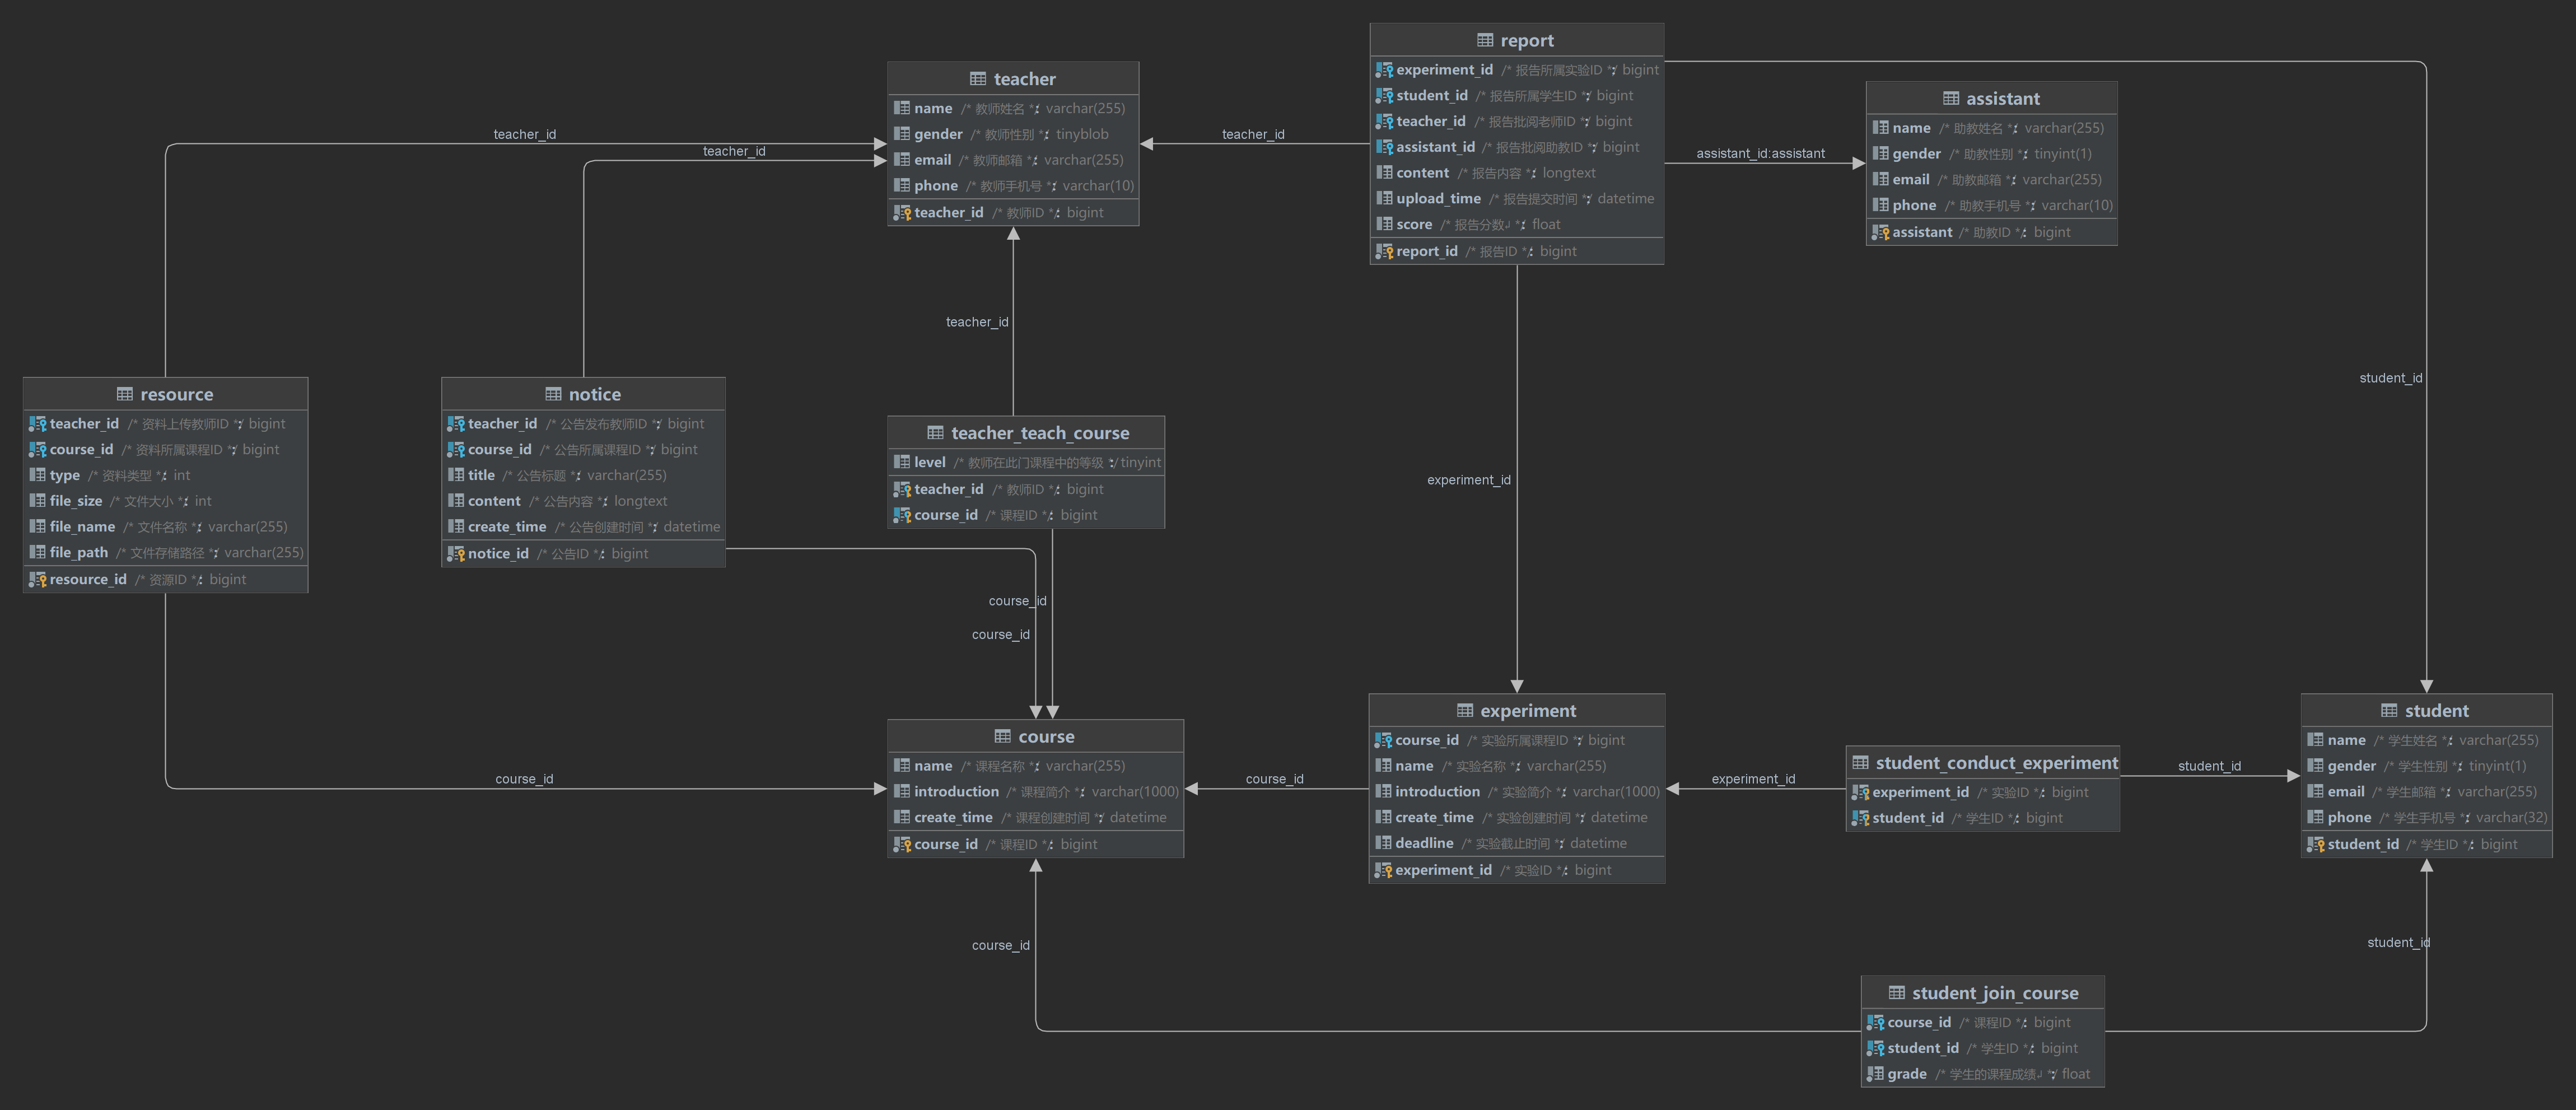 report
experiment_id /* 报告所属实验ID */: bigint
student_id /* 报告所属学生ID */: bigint
teacher_id /* 报告批阅老师ID */: bigint
assistant_id /* 报告批阅助教ID */: bigint
content /* 报告内容 */: longtext
upload_time /* 报告提交时间 */: datetime
score /* 报告分数↲ */: float
report_id /* 报告ID */: bigint
teacher
name /* 教师姓名 */: varchar(255)
gender /* 教师性别 */: tinyblob
email /* 教师邮箱 */: varchar(255)
phone /* 教师手机号 */: varchar(10)
teacher_id /* 教师ID */: bigint
assistant
name /* 助教姓名 */: varchar(255)
gender /* 助教性别 */: tinyint(1)
email /* 助教邮箱 */: varchar(255)
phone /* 助教手机号 */: varchar(10)
assistant /* 助教ID */: bigint
teacher_id
teacher_id
teacher_id
assistant_id:assistant
teacher_id
student_id
resource
teacher_id /* 资料上传教师ID */: bigint
course_id /* 资料所属课程ID */: bigint
type /* 资料类型 */: int
file_size /* 文件大小 */: int
file_name /* 文件名称 */: varchar(255)
file_path /* 文件存储路径 */: varchar(255)
resource_id /* 资源ID */: bigint
notice
teacher_id /* 公告发布教师ID */: bigint
course_id /* 公告所属课程ID */: bigint
title /* 公告标题 */: varchar(255)
content /* 公告内容 */: longtext
create_time /* 公告创建时间 */: datetime
notice_id /* 公告ID */: bigint
teacher_teach_course
level /* 教师在此门课程中的等级 */: tinyint
teacher_id /* 教师ID */: bigint
course_id /* 课程ID */: bigint
experiment_id
course_id
course_id
course
name /* 课程名称 */: varchar(255)
introduction /* 课程简介 */: varchar(1000)
create_time /* 课程创建时间 */: datetime
course_id /* 课程ID */: bigint
experiment
course_id /* 实验所属课程ID */: bigint
name /* 实验名称 */: varchar(255)
introduction /* 实验简介 */: varchar(1000)
create_time /* 实验创建时间 */: datetime
deadline /* 实验截止时间 */: datetime
experiment_id /* 实验ID */: bigint
student_conduct_experiment
experiment_id /* 实验ID */: bigint
student_id /* 学生ID */: bigint
student
name /* 学生姓名 */: varchar(255)
gender /* 学生性别 */: tinyint(1)
email /* 学生邮箱 */: varchar(255)
phone /* 学生手机号 */: varchar(32)
student_id /* 学生ID */: bigint
course_id
course_id
experiment_id
student_id
course_id
student_id
student_join_course
course_id /* 课程ID */: bigint
student_id /* 学生ID */: bigint
grade /* 学生的课程成绩↲ */: float